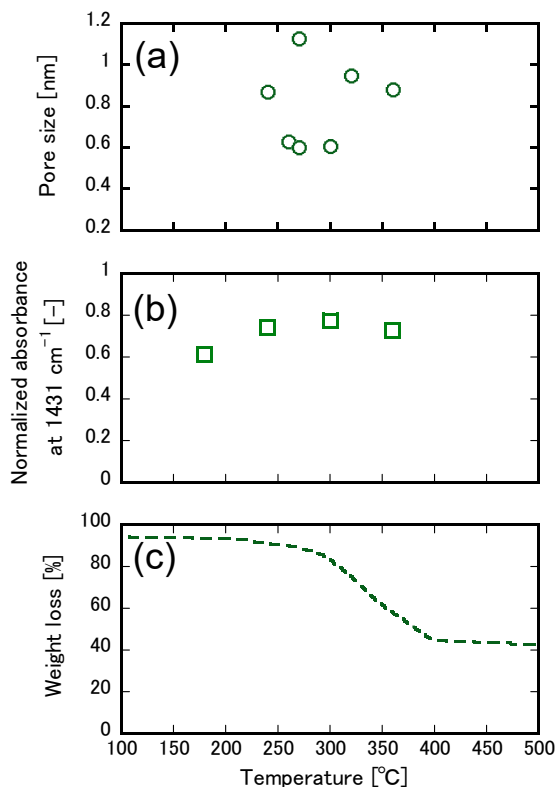 1.2
(a)
1
0.8
0.6
0.4
0.2
Pore size [nm]
1
(b)
0.8
0.6
0.4
0.2
0
Normalized absorbance
at 1431 cm⁻¹ [-]
100
(c)
80
60
40
20
0
Weight loss [%]
100 150 200 250 300 350 400 450 500
Temperature [℃]